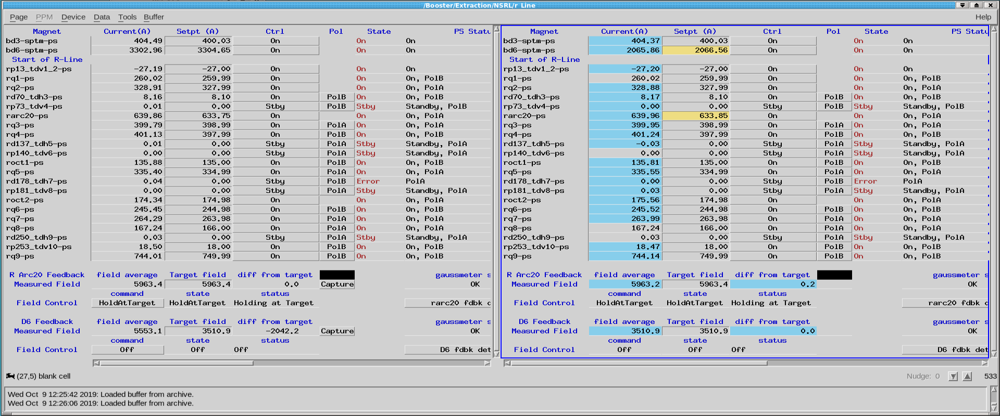 /Booster/Extraction/NSRL/r Line
Page PPM Device Data Tools Buffer Help
Magnet Current(A) Setpt (A) Ctrl Pol State PS Statu
bd3-sptm-ps 404.49 400.03 On On On
bd6-sptm-ps 3302.96 3304.65 On On On
Start of R-Line
rp13_tdv1_2-ps -27.19 -27.00 On On On
rq1-ps 260.02 259.99 On On On, PolB
rq2-ps 328.91 327.99 On On On, PolA
rd70_tdh3-ps 8.16 8.10 On PolB On On, PolB
rp73_tdv4-ps 0.01 0.00 Stby PolB Stby Standby, PolB
rarc20-ps 639.86 633.75 On On On, PolA
rq3-ps 399.79 398.99 On PolA On On, PolA
rq4-ps 401.13 397.99 On PolB On On, PolB
rd137_tdh5-ps 0.01 0.00 Stby PolA Stby Standby, PolA
rp140_tdv6-ps 0.00 0.00 Stby PolA Stby Standby, PolA
roct1-ps 135.88 135.00 On PolB On On, PolB
rq5-ps 335.40 334.99 On PolA On On, PolA
rd178_tdh7-ps 0.04 0.00 Stby PolB Error PolA
rp181_tdv8-ps 0.00 0.00 Stby PolA Stby Standby, PolA
roct2-ps 174.34 174.98 On On On, PolA
rq6-ps 245.45 244.98 On PolB On On, PolB
rq7-ps 264.29 263.98 On PolA On On, PolA
rq8-ps 167.24 166.00 On PolA On On, PolA
rd250_tdh9-ps 0.03 0.00 Stby PolA Stby Standby, PolA
rp253_tdv10-ps 18.50 18.00 On PolB On On, PolB
rq9-ps 744.01 749.99 On PolB On On, PolB
R Arc20 Feedback field average Target field diff from target gaussmeter s
Measured Field 5963.4 5963.4 0.0 Capture OK
command state status
Field Control HoldAtTarget HoldAtTarget Holding at Target rarc20 fdbk d
D6 Feedback field average Target field diff from target gaussmeter s
Measured Field 5553.1 3510.9 -2042.2 Capture OK
command state status
Field Control Off Off Off D6 fdbk det
Magnet Current(A) Setpt (A) Ctrl Pol State PS Statu
bd3-sptm-ps 404.37 400.03 On On On
bd6-sptm-ps 2065.86 2066.56 On On On
Start of R-Line
rp13_tdv1_2-ps -27.20 -27.00 On On On
rq1-ps 260.02 259.99 On On On, PolB
rq2-ps 328.88 327.99 On On On, PolA
rd70_tdh3-ps 8.17 8.10 On PolB On On, PolB
rp73_tdv4-ps 0.00 0.00 Stby PolB Stby Standby, PolB
rarc20-ps 639.96 633.85 On On On, PolA
rq3-ps 399.95 398.99 On PolA On On, PolA
rq4-ps 401.24 397.99 On PolB On On, PolB
rd137_tdh5-ps -0.03 0.00 Stby PolA Stby Standby, PolA
rp140_tdv6-ps 0.00 0.00 Stby PolA Stby Standby, PolA
roct1-ps 135.81 135.00 On PolB On On, PolB
rq5-ps 335.55 334.99 On PolA On On, PolA
rd178_tdh7-ps 0.00 0.00 Stby PolB Error PolA
rp181_tdv8-ps 0.03 0.00 Stby PolA Stby Standby, PolA
roct2-ps 175.56 174.98 On On On, PolA
rq6-ps 245.52 244.98 On PolB On On, PolB
rq7-ps 263.99 263.98 On PolA On On, PolA
rq8-ps 167.24 166.00 On PolA On On, PolA
rd250_tdh9-ps 0.03 0.00 Stby PolA Stby Standby, PolA
rp253_tdv10-ps 18.47 18.00 On PolB On On, PolB
rq9-ps 744.14 749.99 On PolB On On, PolB
R Arc20 Feedback field average Target field diff from target gaussmeter s
Measured Field 5963.2 5963.4 0.2 OK
command state status
Field Control HoldAtTarget HoldAtTarget Holding at Target rarc20 fdbk d
D6 Feedback field average Target field diff from target gaussmeter s
Measured Field 3510.9 3510.9 0.0 OK
command state status
Field Control Off Off Off D6 fdbk det
(27,5) blank cell Nudge: 0 533
Wed Oct 9 12:25:42 2019: Loaded buffer from archive.
Wed Oct 9 12:26:06 2019: Loaded buffer from archive.